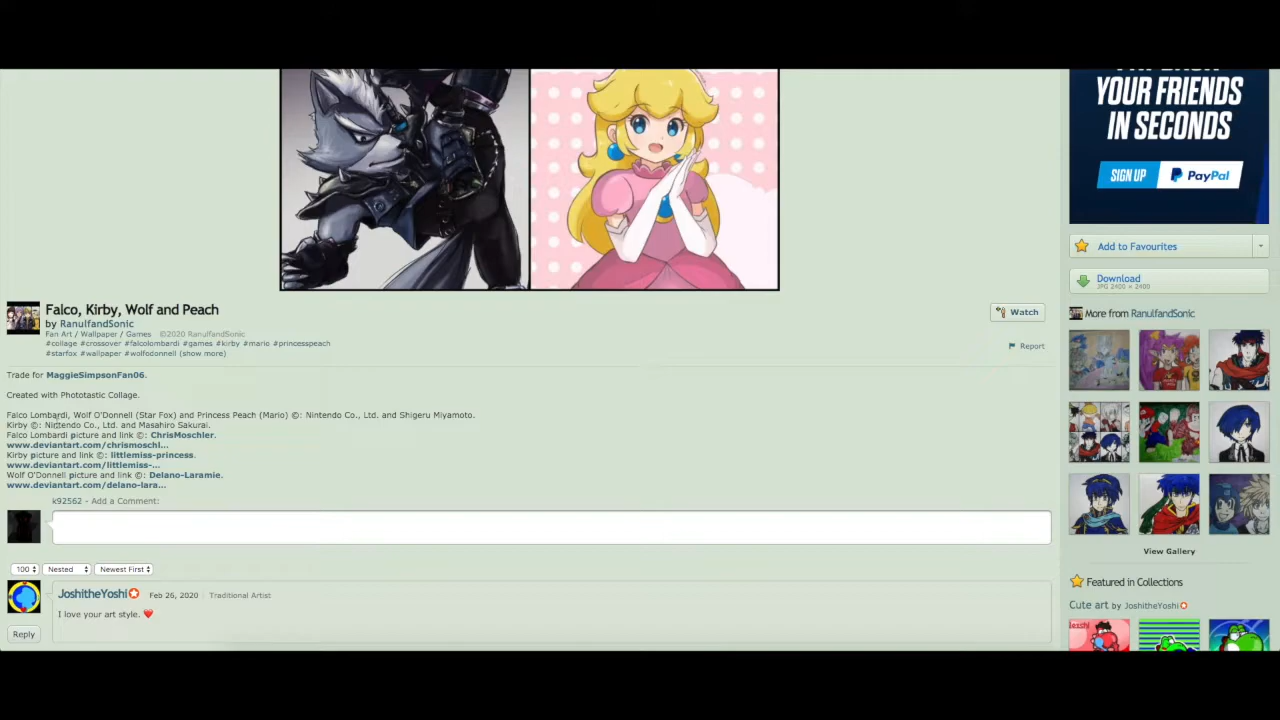 YOUR FRIENDS
IN SECONDS
SIGN UP PayPal
Add to Favourites
Download
JPG 2400 × 2400
Falco, Kirby, Wolf and Peach
by RanulfandSonic
Fan Art / Wallpaper / Games ©2020 RanulfandSonic
#collage #crossover #falcolombardi #games #kirby #mario #princesspeach
#starfox #wallpaper #wolfodonnell (show more)
Watch
Report
More from RanulfandSonic
Trade for MaggieSimpsonFan06.
Created with Phototastic Collage.
Falco Lombardi, Wolf O'Donnell (Star Fox) and Princess Peach (Mario) ©: Nintendo Co., Ltd. and Shigeru Miyamoto.
Kirby ©: Nintendo Co., Ltd. and Masahiro Sakurai.
Falco Lombardi picture and link ©: ChrisMoschler.
www.deviantart.com/chrismoschl...
Kirby picture and link ©: littlemiss-princess.
www.deviantart.com/littlemiss-...
Wolf O'Donnell picture and link ©: Delano-Laramie.
www.deviantart.com/delano-lara...
k92562 - Add a Comment:
100 Nested Newest First
JoshitheYoshi Feb 26, 2020 Traditional Artist
I love your art style.
Reply
View Gallery
Featured in Collections
Cute art by JoshitheYoshi